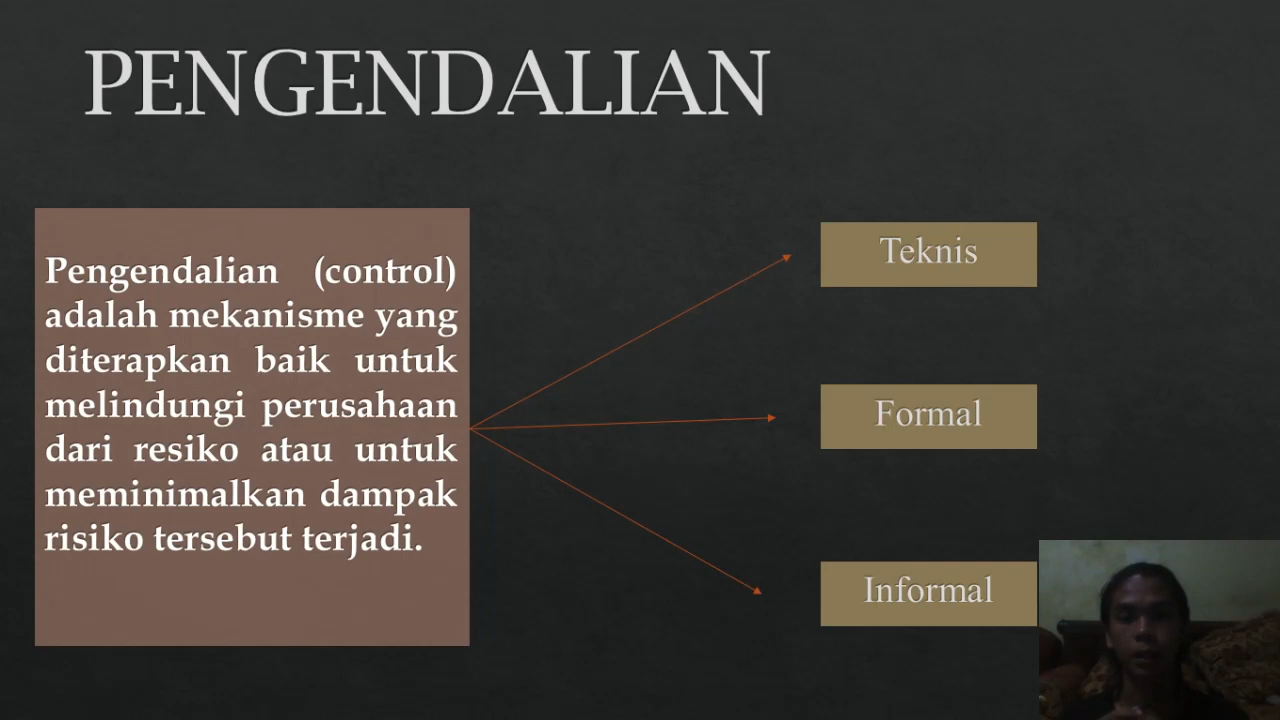 PENGENDALIAN
Pengendalian (control)
adalah mekanisme yang
diterapkan baik untuk
melindungi perusahaan
dari resiko atau untuk
meminimalkan dampak
risiko tersebut terjadi.
Teknis
Formal
Informal